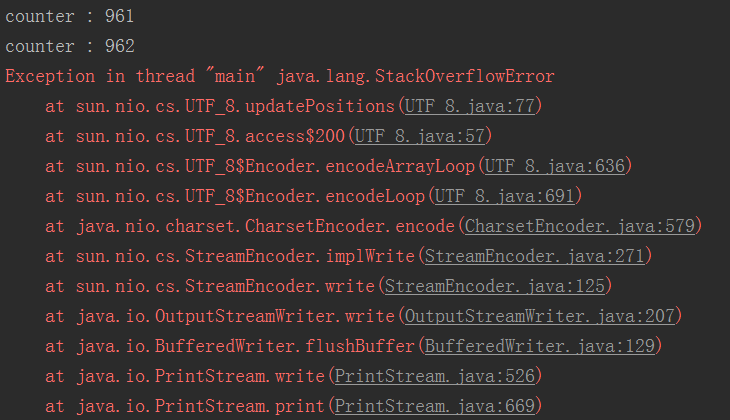 counter : 961
counter : 962
Exception in thread "main" java.lang.StackOverflowError
at sun.nio.cs.UTF_8.updatePositions(UTF_8.java:77)
at sun.nio.cs.UTF_8.access$200(UTF_8.java:57)
at sun.nio.cs.UTF_8$Encoder.encodeArrayLoop(UTF_8.java:636)
at sun.nio.cs.UTF_8$Encoder.encodeLoop(UTF_8.java:691)
at java.nio.charset.CharsetEncoder.encode(CharsetEncoder.java:579)
at sun.nio.cs.StreamEncoder.implWrite(StreamEncoder.java:271)
at sun.nio.cs.StreamEncoder.write(StreamEncoder.java:125)
at java.io.OutputStreamWriter.write(OutputStreamWriter.java:207)
at java.io.BufferedWriter.flushBuffer(BufferedWriter.java:129)
at java.io.PrintStream.write(PrintStream.java:526)
at java.io.PrintStream.print(PrintStream.java:669)